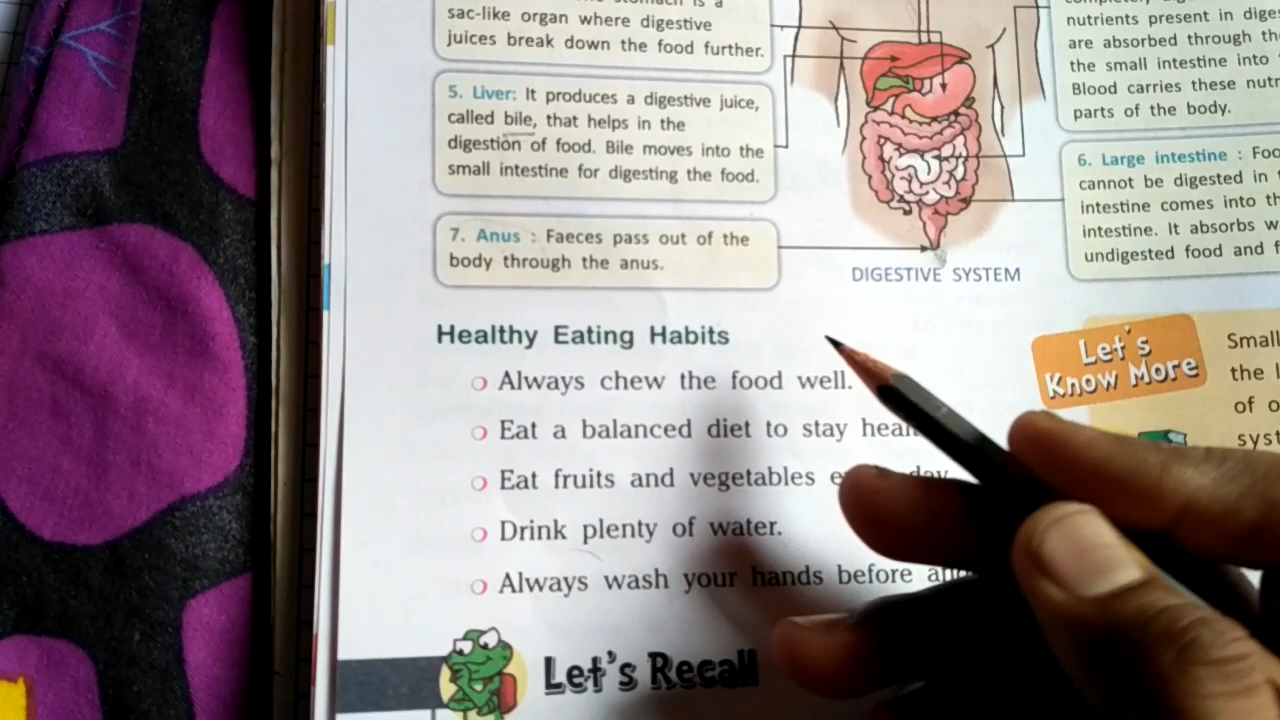 sac-like organ where digestive
juices break down the food further.
5. Liver: It produces a digestive juice,
called bile, that helps in the
digestion of food. Bile moves into the
small intestine for digesting the food.
7. Anus : Faeces pass out of the
body through the anus.
DIGESTIVE SYSTEM
nutrients present in
are absorbed through
the small intestine into
Blood carries these
parts of the body.
6. Large intestine :
cannot be digested in
intestine comes into
intestine. It absorbs
undigested food and
Healthy Eating Habits
Always chew the food well.
Eat a balanced diet to stay
Eat fruits and vegetables day
Drink plenty of water.
Always wash your hands before
Let's
Know More
Small
the
of
Let's Recall